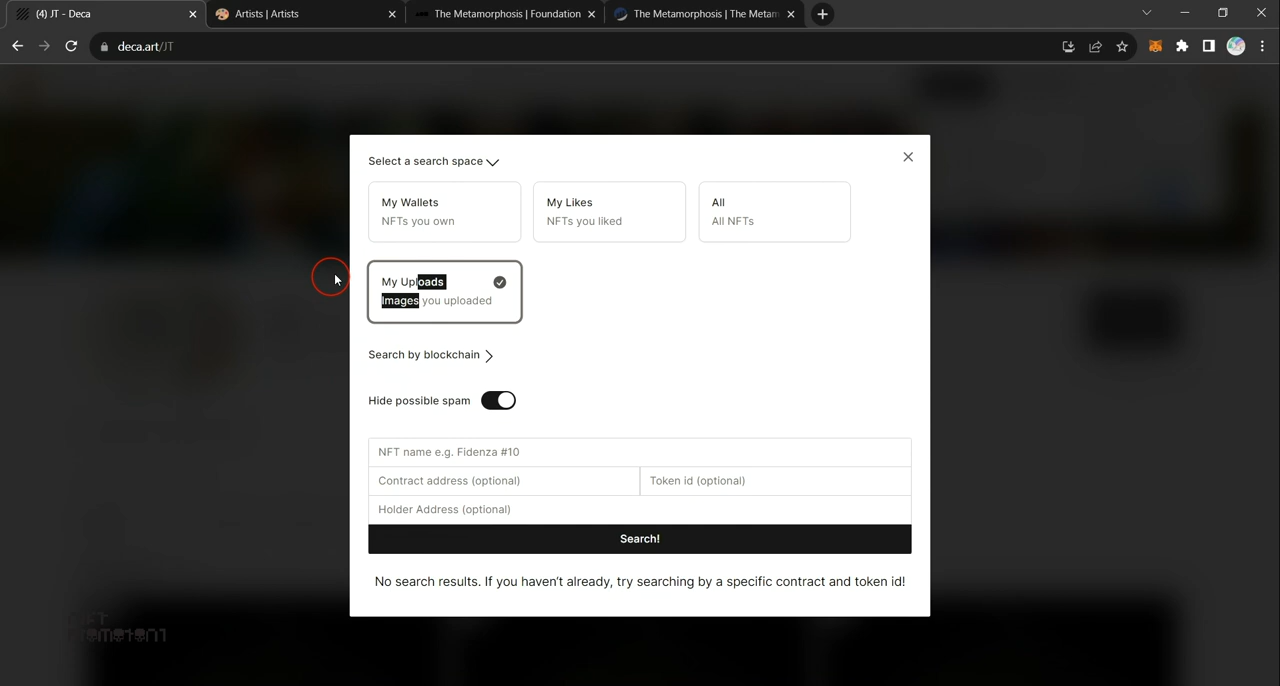 (4) JT - Deca
Artists | Artists
The Metamorphosis | Foundation
The Metamorphosis | The Metam
deca.art/JT
Select a search space
My Wallets
NFTs you own
My Likes
NFTs you liked
All
All NFTs
My Uploads
Images you uploaded
Search by blockchain
Hide possible spam
NFT name e.g. Fidenza #10
Contract address (optional)
Token id (optional)
Holder Address (optional)
Search!
No search results. If you haven't already, try searching by a specific contract and token id!